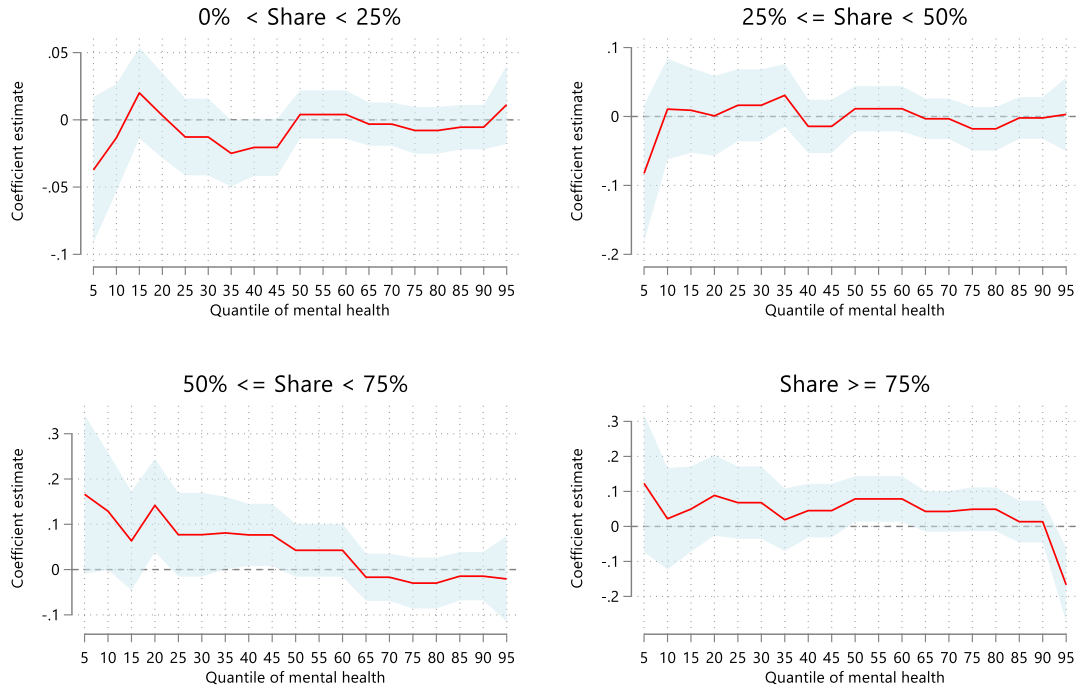 0% < Share < 25%
Coefficient estimate
.05
0
-.05
-.1
5 10 15 20 25 30 35 40 45 50 55 60 65 70 75 80 85 90 95
Quantile of mental health
25% <= Share < 50%
Coefficient estimate
.1
0
-.1
-.2
5 10 15 20 25 30 35 40 45 50 55 60 65 70 75 80 85 90 95
Quantile of mental health
50% <= Share < 75%
Coefficient estimate
.3
.2
.1
0
-.1
5 10 15 20 25 30 35 40 45 50 55 60 65 70 75 80 85 90 95
Quantile of mental health
Share >= 75%
Coefficient estimate
.3
.2
.1
0
-.1
-.2
5 10 15 20 25 30 35 40 45 50 55 60 65 70 75 80 85 90 95
Quantile of mental health